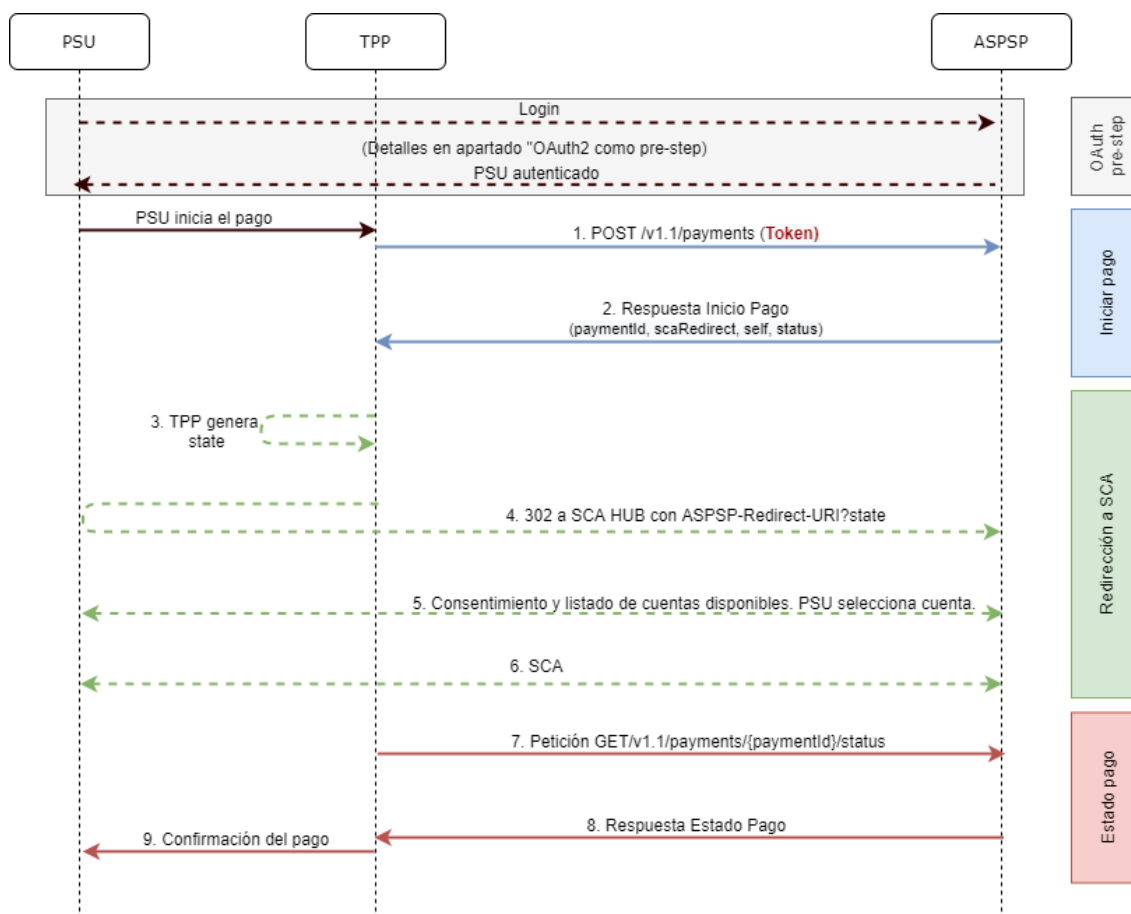 PSU
TPP
ASPSP
Login
(Detalles en apartado "OAuth2 como pre-step)
PSU autenticado
OAuth
pre-step
PSU inicia el pago
1. POST /v1.1/payments (Token)
2. Respuesta Inicio Pago
(paymentId, scaRedirect, self, status)
Iniciar pago
3. TPP genera
state
4. 302 a SCA HUB con ASPSP-Redirect-URI?state
5. Consentimiento y listado de cuentas disponibles. PSU selecciona cuenta.
6. SCA
Redirección a SCA
7. Petición GET/v1.1/payments/{paymentId}/status
8. Respuesta Estado Pago
9. Confirmación del pago
Estado pago